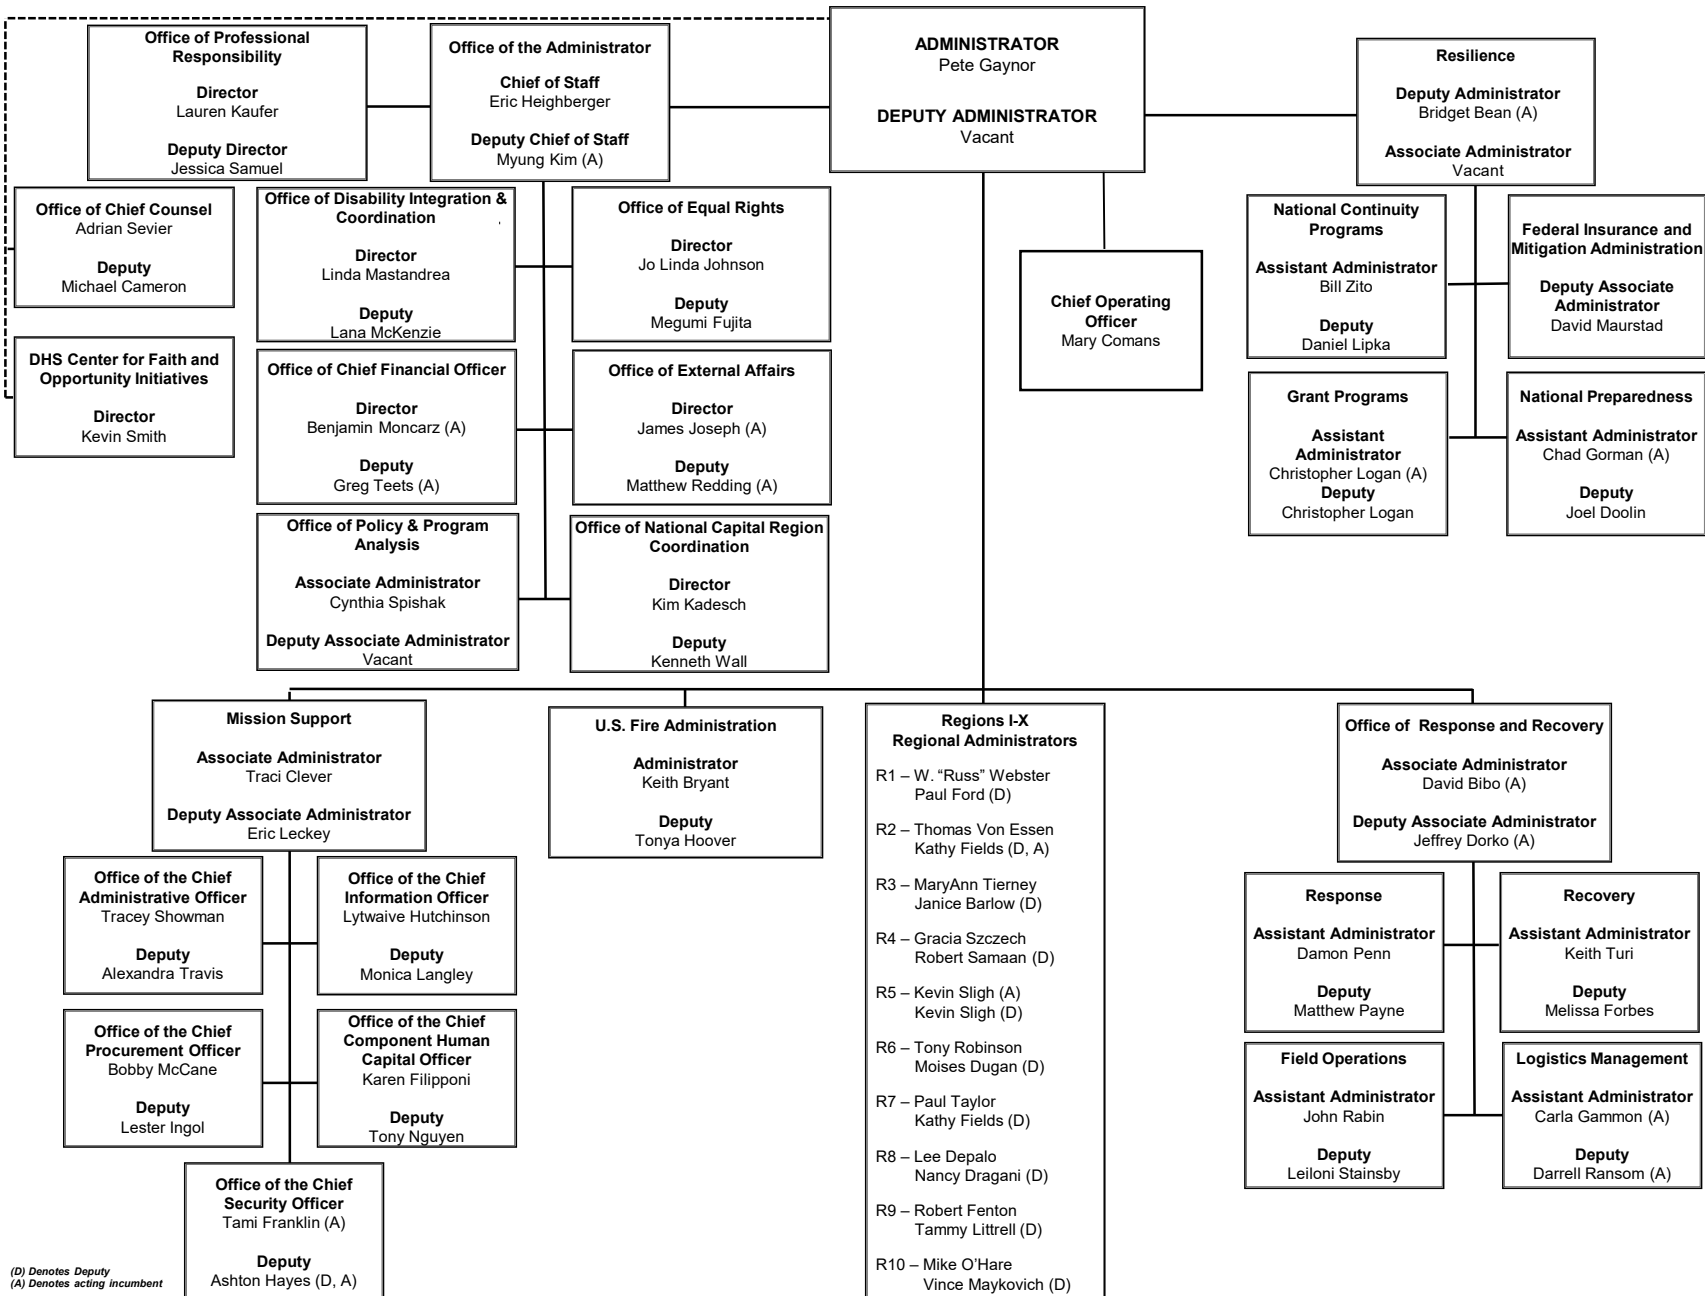 Office of Professional
Responsibility
Director
Lauren Kaufer
Deputy Director
Jessica Samuel
Office of the Administrator
Chief of Staff
Eric Heighberger
Deputy Chief of Staff
Myung Kim (A)
ADMINISTRATOR
Pete Gaynor
DEPUTY ADMINISTRATOR
Vacant
Resilience
Deputy Administrator
Bridget Bean (A)
Associate Administrator
Vacant
Office of Chief Counsel
Adrian Sevier
Deputy
Michael Cameron
Office of Disability Integration &
Coordination
Director
Linda Mastandrea
Deputy
Lana McKenzie
Office of Equal Rights
Director
Jo Linda Johnson
Deputy
Megumi Fujita
Chief Operating
Officer
Mary Comans
National Continuity
Programs
Assistant Administrator
Bill Zito
Deputy
Daniel Lipka
Federal Insurance and
Mitigation Administration
Deputy Associate
Administrator
David Maurstad
DHS Center for Faith and
Opportunity Initiatives
Director
Kevin Smith
Office of Chief Financial Officer
Director
Benjamin Moncarz (A)
Deputy
Greg Teets (A)
Office of External Affairs
Director
James Joseph (A)
Deputy
Matthew Redding (A)
Grant Programs
Assistant
Administrator
Christopher Logan (A)
Deputy
Christopher Logan
National Preparedness
Assistant Administrator
Chad Gorman (A)
Deputy
Joel Doolin
Office of Policy & Program
Analysis
Associate Administrator
Cynthia Spishak
Deputy Associate Administrator
Vacant
Office of National Capital Region
Coordination
Director
Kim Kadesch
Deputy
Kenneth Wall
Mission Support
Associate Administrator
Traci Clever
Deputy Associate Administrator
Eric Leckey
U.S. Fire Administration
Administrator
Keith Bryant
Deputy
Tonya Hoover
Regions I-X
Regional Administrators
R1 – W. “Russ” Webster
Paul Ford (D)
R2 – Thomas Von Essen
Kathy Fields (D, A)
R3 – MaryAnn Tierney
Janice Barlow (D)
R4 – Gracia Szczech
Robert Samaan (D)
R5 – Kevin Sligh (A)
Kevin Sligh (D)
R6 – Tony Robinson
Moises Dugan (D)
R7 – Paul Taylor
Kathy Fields (D)
R8 – Lee Depalo
Nancy Dragani (D)
R9 – Robert Fenton
Tammy Littrell (D)
R10 – Mike O’Hare
Vince Maykovich (D)
Office of Response and Recovery
Associate Administrator
David Bibo (A)
Deputy Associate Administrator
Jeffrey Dorko (A)
Office of the Chief
Administrative Officer
Tracey Showman
Deputy
Alexandra Travis
Office of the Chief
Information Officer
Lytwaive Hutchinson
Deputy
Monica Langley
Response
Assistant Administrator
Damon Penn
Deputy
Matthew Payne
Recovery
Assistant Administrator
Keith Turi
Deputy
Melissa Forbes
Office of the Chief
Procurement Officer
Bobby McCane
Deputy
Lester Ingol
Office of the Chief
Component Human
Capital Officer
Karen Filipponi
Deputy
Tony Nguyen
Field Operations
Assistant Administrator
John Rabin
Deputy
Leiloni Stainsby
Logistics Management
Assistant Administrator
Carla Gammon (A)
Deputy
Darrell Ransom (A)
Office of the Chief
Security Officer
Tami Franklin (A)
Deputy
Ashton Hayes (D, A)
(D) Denotes Deputy
(A) Denotes acting incumbent